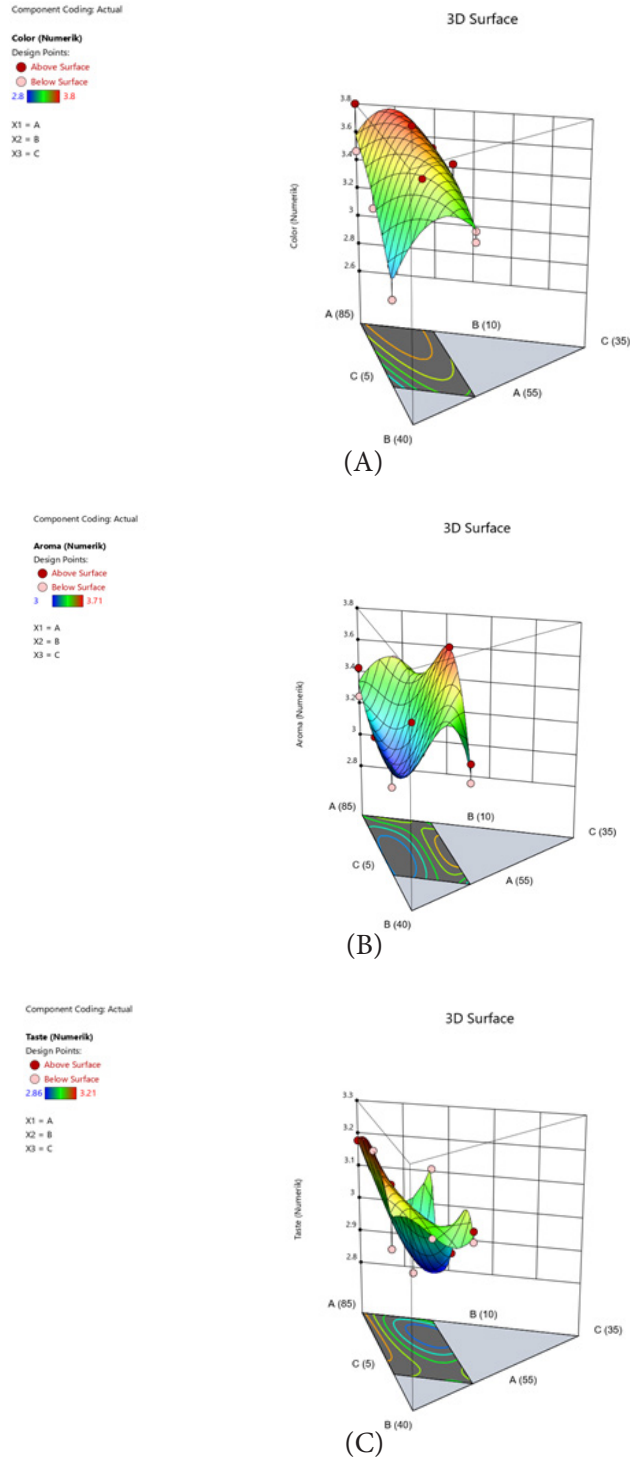 Component Coding: Actual
3D Surface
Color (Numerik)
Design Points:
Above Surface
Below Surface
2.8 3.8
X1 = A
X2 = B
X3 = C
3.8
3.6
3.4
3.2
3
2.8
2.6
Color (Numerik)
A (85)
B (10)
C (35)
C (5)
A (55)
B (40)
(A)
Component Coding: Actual
3D Surface
Aroma (Numerik)
Design Points:
Above Surface
Below Surface
3 3.71
X1 = A
X2 = B
X3 = C
3.8
3.6
3.4
3.2
3
2.8
Aroma (Numerik)
A (85)
B (10)
C (35)
C (5)
A (55)
B (40)
(B)
Component Coding: Actual
3D Surface
Taste (Numerik)
Design Points:
Above Surface
Below Surface
2.86 3.21
X1 = A
X2 = B
X3 = C
3.3
3.2
3.1
3
2.9
2.8
Taste (Numerik)
A (85)
B (10)
C (35)
C (5)
A (55)
B (40)
(C)